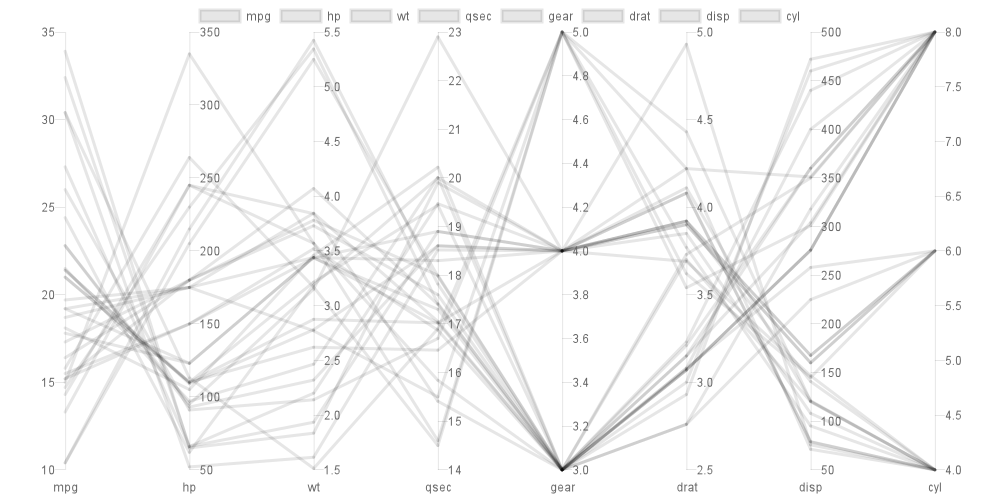 mpg hp wt qsec gear drat disp cyl
35 350 5.5 23 5.0 5.0 500 8.0
22 4.8 450 7.5
5.0
30 300 4.5 21 4.6 4.5 400 7.0
4.4
25 250 4.0 20 4.2 4.0 350 6.5
19
200 3.5 4.0 300 6.0
20 150 3.0 18 3.8 3.5 250 5.5
17 3.6 200
2.5 5.0
15 100 2.0 16 3.4 3.0 150 4.5
15 3.2 100
10 50 1.5 14 3.0 2.5 50 4.0
mpg hp wt qsec gear drat disp cyl